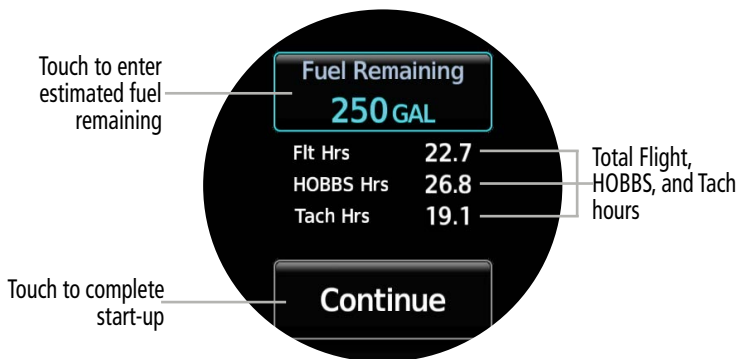 Touch to enter
estimated fuel
remaining
Fuel Remaining
250 GAL
Flt Hrs 22.7
HOBBS Hrs 26.8
Tach Hrs 19.1
Total Flight,
HOBBS, and Tach
hours
Touch to complete
start-up
Continue